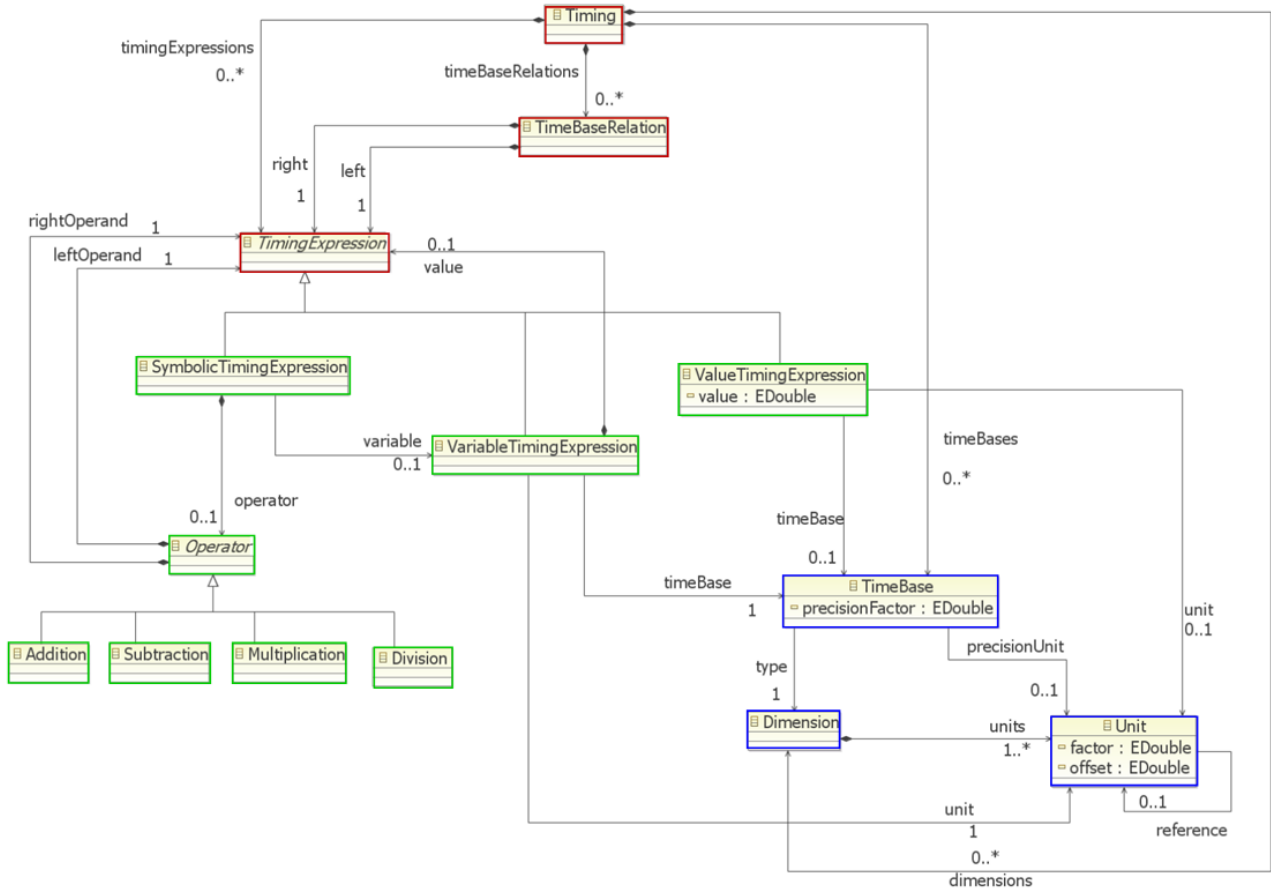 Timing
timingExpressions
0..*
timeBaseRelations
0..*
TimeBaseRelation
right
1
left
1
rightOperand
1
leftOperand
1
TimingExpression
0..1
value
SymbolicTimingExpression
ValueTimingExpression
value : EDouble
variable
0..1
VariableTimingExpression
timeBases
0..*
operator
0..1
timeBase
0..1
Operator
timeBase
1
TimeBase
precisionFactor : EDouble
unit
0..1
Addition
Subtraction
Multiplication
Division
type
1
precisionUnit
0..1
Dimension
units
1..*
Unit
factor : EDouble
offset : EDouble
0..1
reference
unit
1
0..*
dimensions